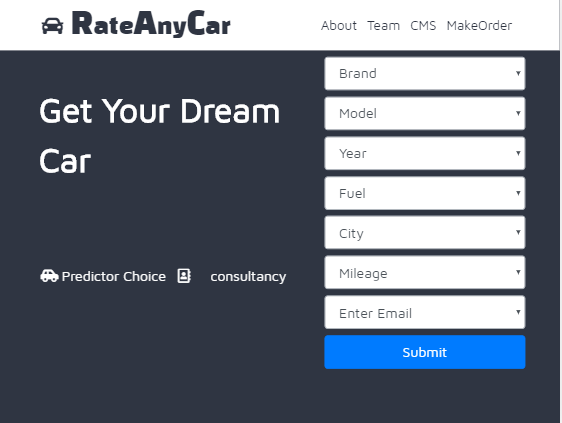 RateAnyCar
About Team CMS MakeOrder
Get Your Dream
Car
Predictor Choice consultancy
Brand
Model
Year
Fuel
City
Mileage
Enter Email
Submit